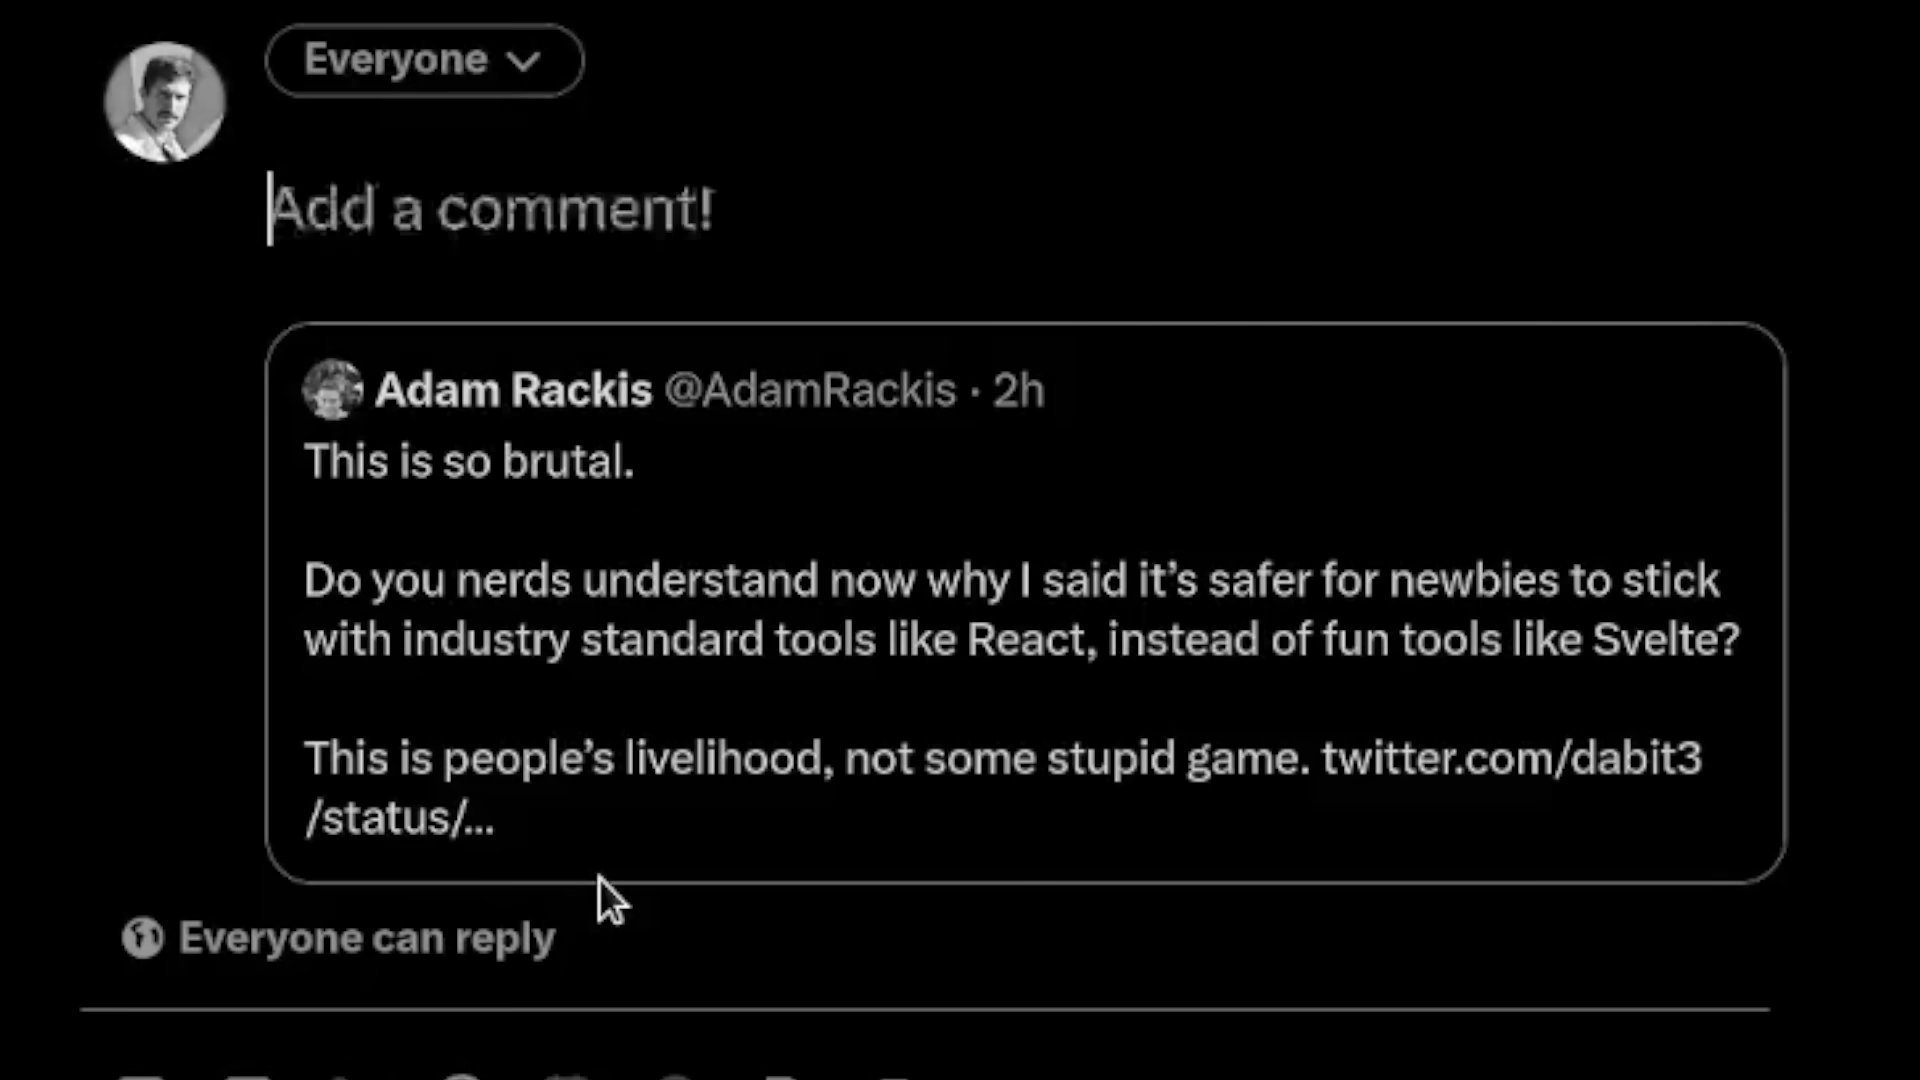 Everyone
Add a comment!
Adam Rackis @AdamRackis · 2h
This is so brutal.
Do you nerds understand now why I said it’s safer for newbies to stick
with industry standard tools like React, instead of fun tools like Svelte?
This is people’s livelihood, not some stupid game. twitter.com/dabit3
/status/…
Everyone can reply